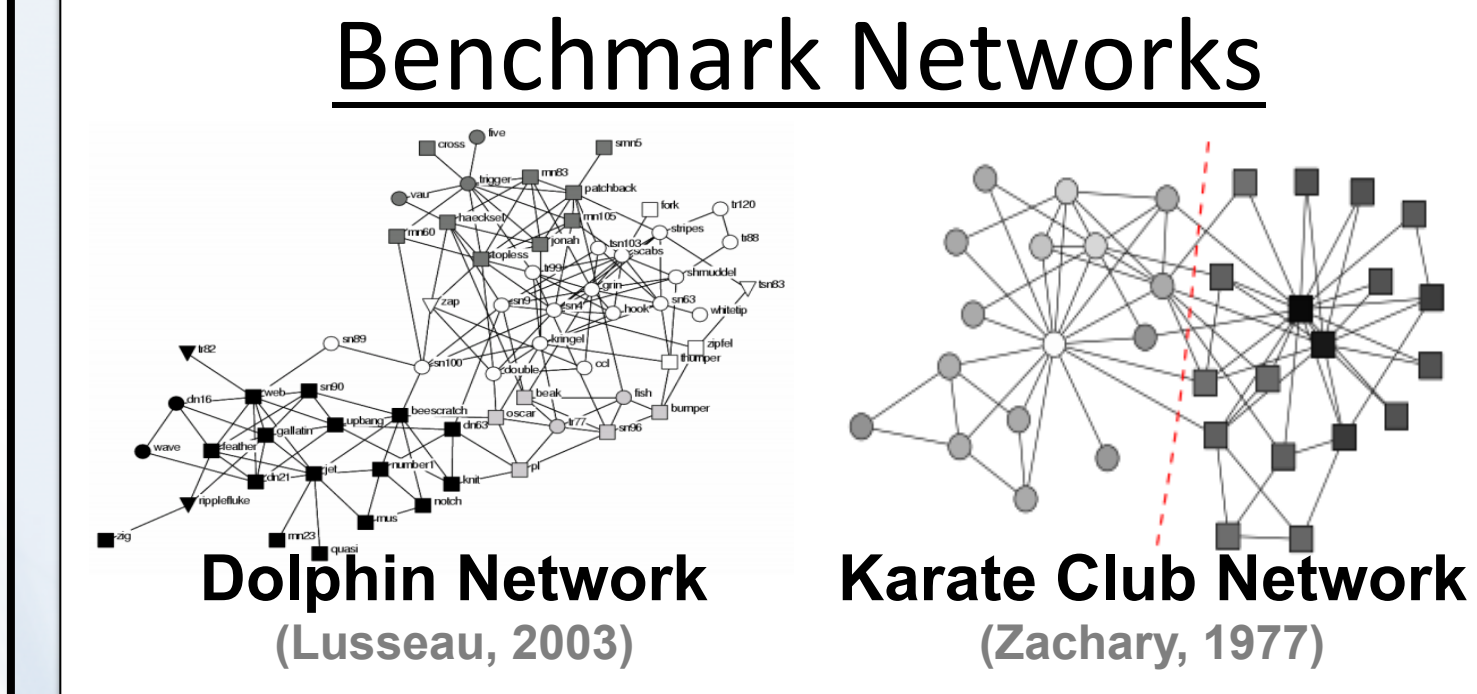 Benchmark Networks
five
cross
smn5
trigger
mn83
patchback
vau
fork
tr120
haecksel
mn105
stripes
mn60
jonah
tsn103
tr88
scabs
topless
tr99
shmuddel
grin
tsn83
zap
sn9
sn4
hook
sn63
whitetip
sn89
kringel
zipfel
tr82
sn100
double
ccl
thumper
web
sn90
beak
fish
dn16
beescratch
oscar
bumper
upbang
gallatin
dn63
tr77
sn96
wave
feather
number1
pl
jet
dn21
knit
ripplefluke
notch
mus
zig
mn23
quasi
Dolphin Network
(Lusseau, 2003)
Karate Club Network
(Zachary, 1977)